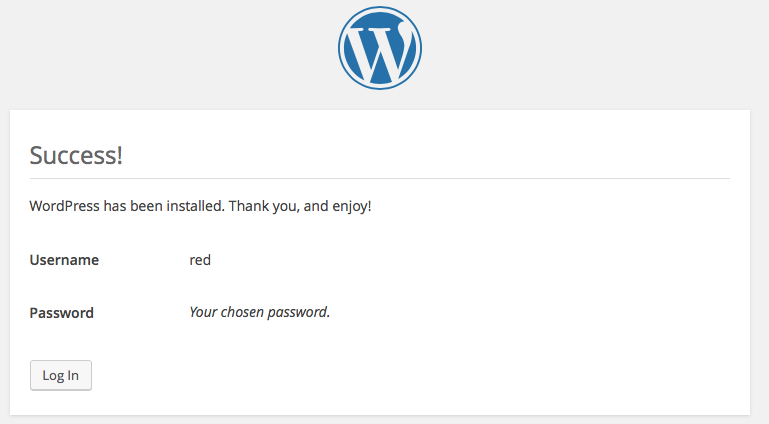 Success!
WordPress has been installed. Thank you, and enjoy!
Username red
Password Your chosen password.
Log In